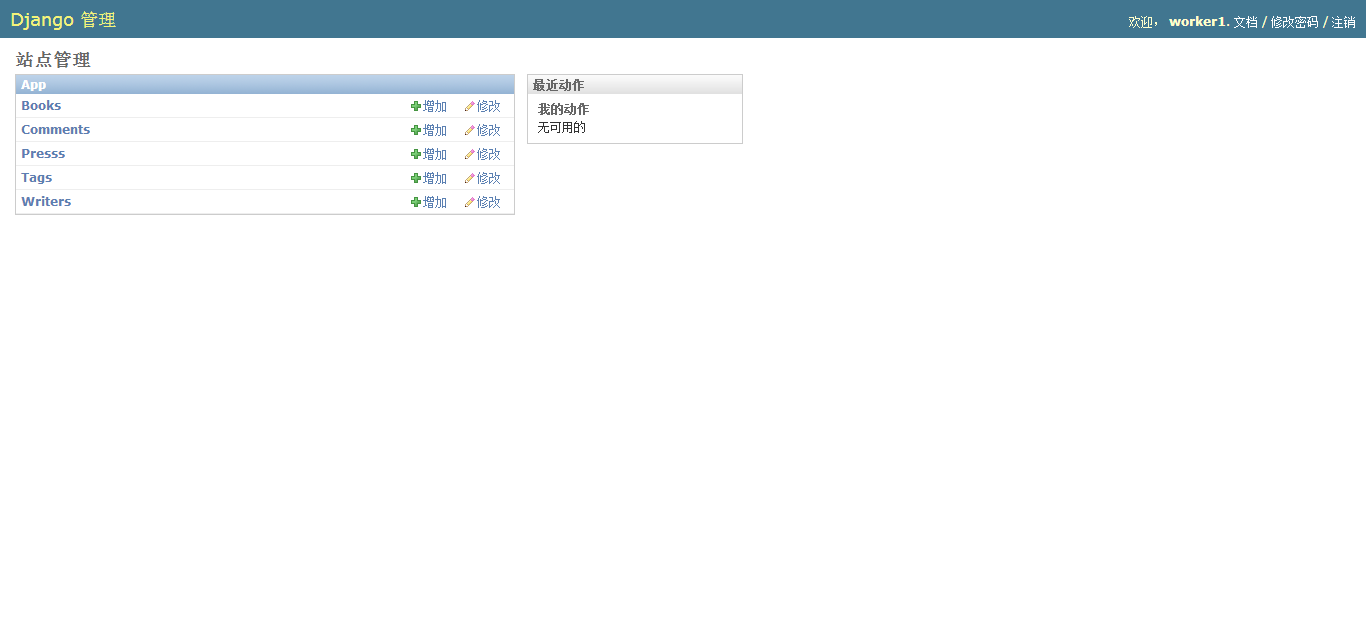 Django 管理
欢迎， worker1. 文档 / 修改密码 / 注销
站点管理
App
Books 增加 修改
Comments 增加 修改
Presss 增加 修改
Tags 增加 修改
Writers 增加 修改
最近动作
我的动作
无可用的